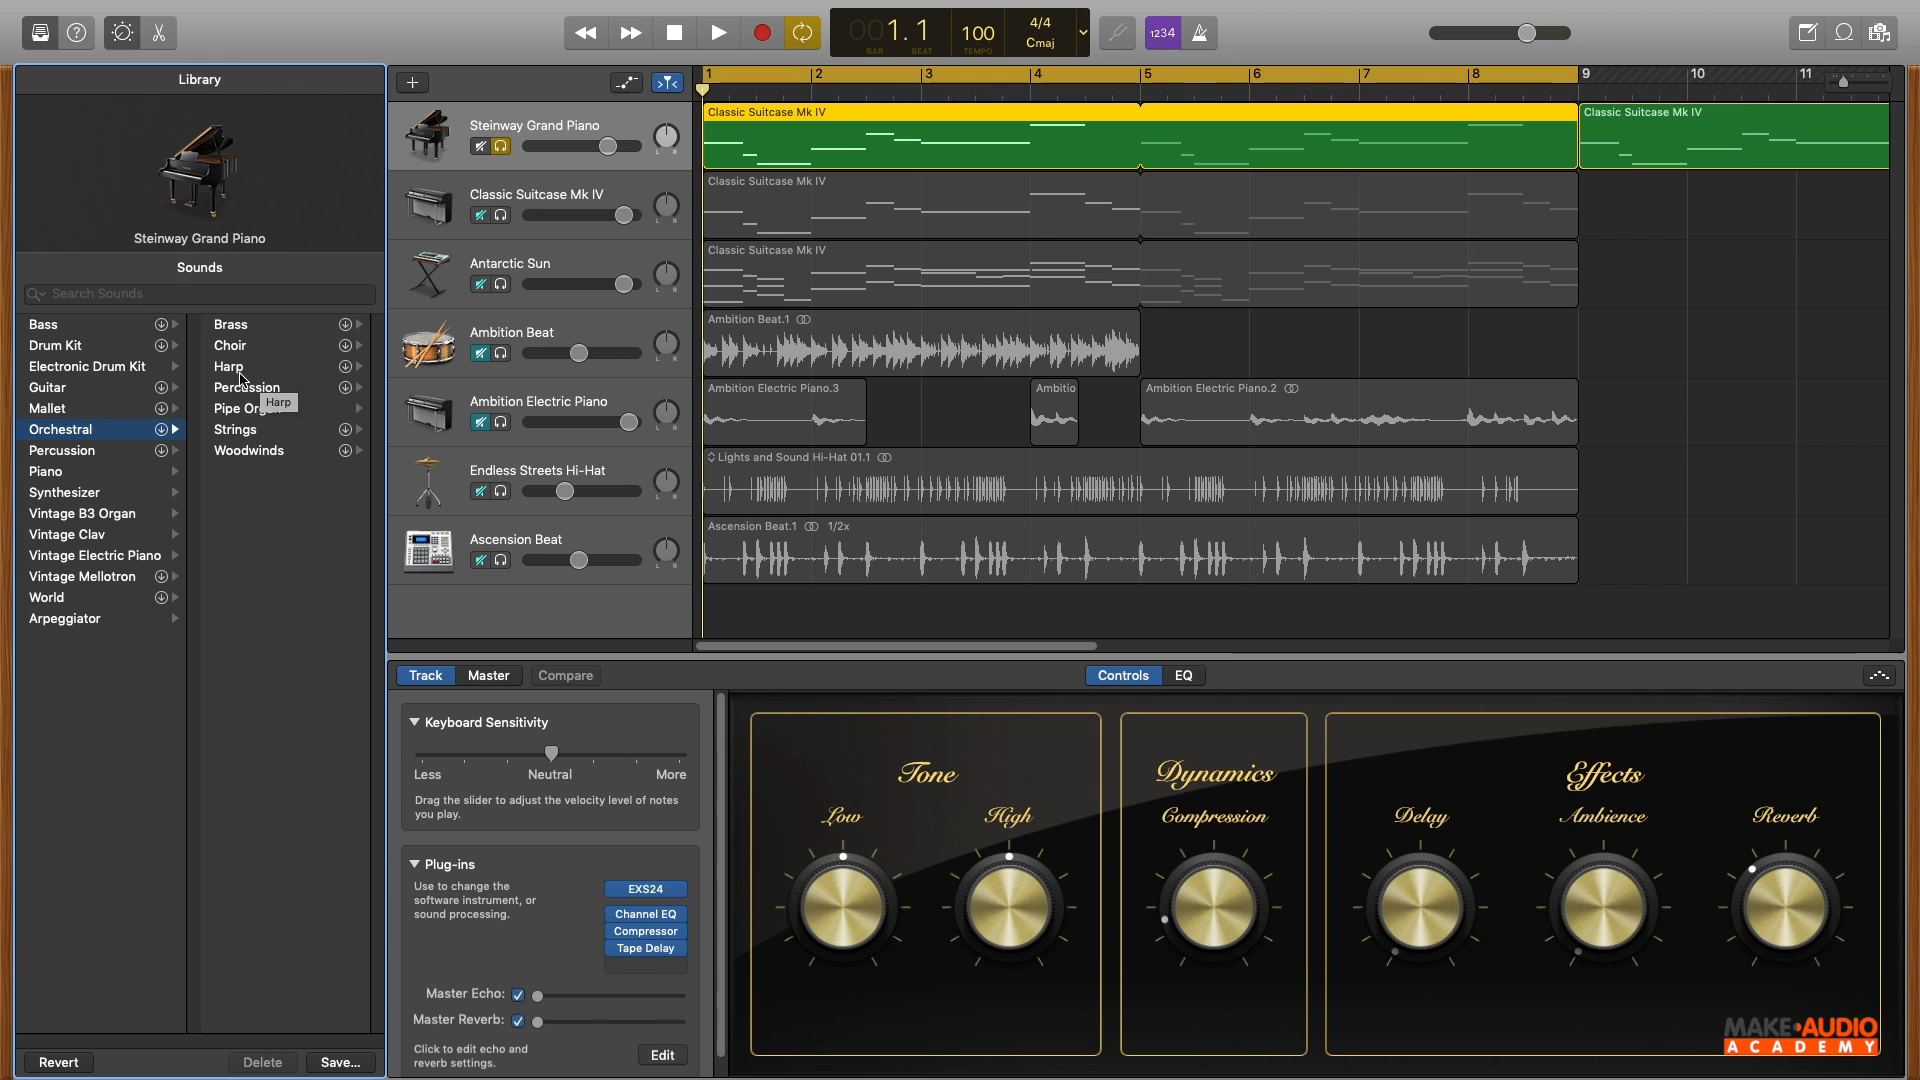 001. 1
BAR BEAT
100
TEMPO
4/4
Cmaj
1234
Library
Steinway Grand Piano
Sounds
Search Sounds
Bass
Drum Kit
Electronic Drum Kit
Guitar
Mallet
Orchestral
Percussion
Piano
Synthesizer
Vintage B3 Organ
Vintage Clav
Vintage Electric Piano
Vintage Mellotron
World
Arpeggiator
Brass
Choir
Harp
Percussion
Harp
Strings
Woodwinds
Revert
Delete
Save...
1 2 3 4 5 6 7 8 9 10 11
Steinway Grand Piano
L R
Classic Suitcase Mk IV
Classic Suitcase Mk IV
Classic Suitcase Mk IV
L R
Classic Suitcase Mk IV
Antarctic Sun
L R
Classic Suitcase Mk IV
Ambition Beat
L R
Ambition Beat.1
Ambition Electric Piano
L R
Ambition Electric Piano.3
Ambitio
Ambition Electric Piano.2
Endless Streets Hi-Hat
L R
Lights and Sound Hi-Hat 01.1
Ascension Beat
L R
Ascension Beat.1 1/2x
Track
Master
Compare
Controls
EQ
Keyboard Sensitivity
Less
Neutral
More
Drag the slider to adjust the velocity level of notes
you play.
Plug-ins
Use to change the
software instrument, or
sound processing.
EXS24
Channel EQ
Compressor
Tape Delay
Master Echo:
Master Reverb:
Click to edit echo and
reverb settings.
Edit
Tone
Low
High
Dynamics
Compression
Effects
Delay
Ambience
Reverb
MAKE AUDIO
ACADEMY